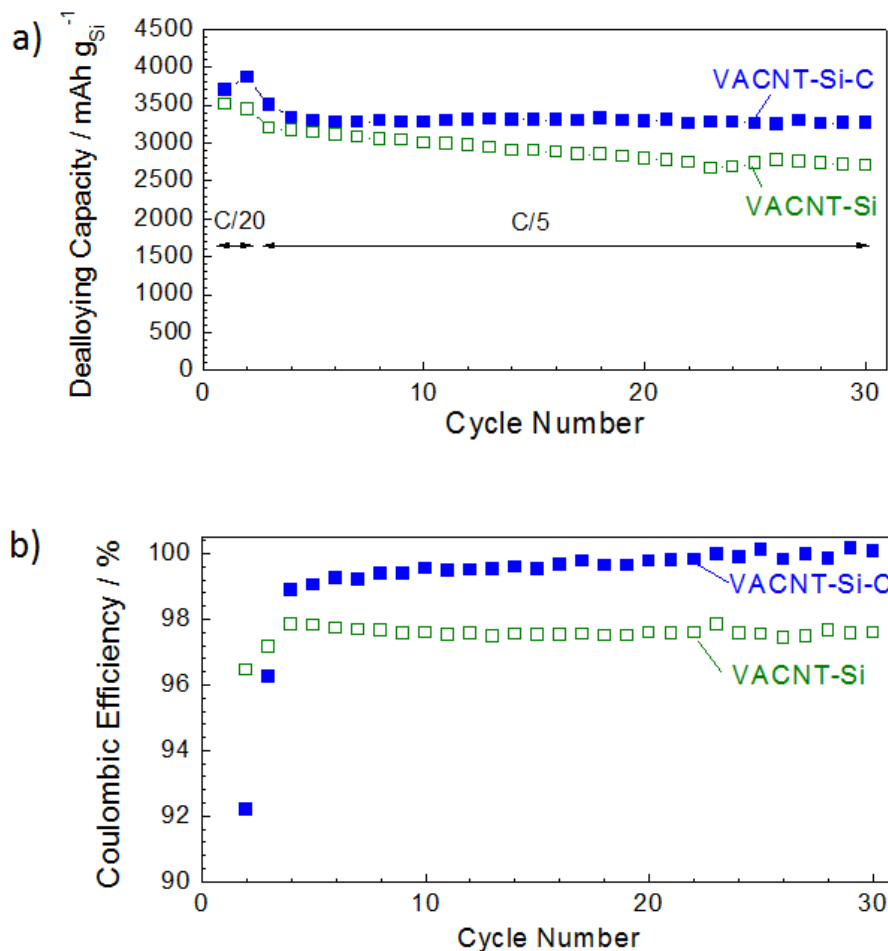 a)
Dealloying Capacity / mAh g_Si^-1
4500
4000
3500
3000
2500
2000
1500
1000
500
0
VACNT-Si-C
VACNT-Si
C/20
C/5
0
10
20
30
Cycle Number
b)
Coulombic Efficiency / %
100
98
96
94
92
90
VACNT-Si-C
VACNT-Si
0
10
20
30
Cycle Number